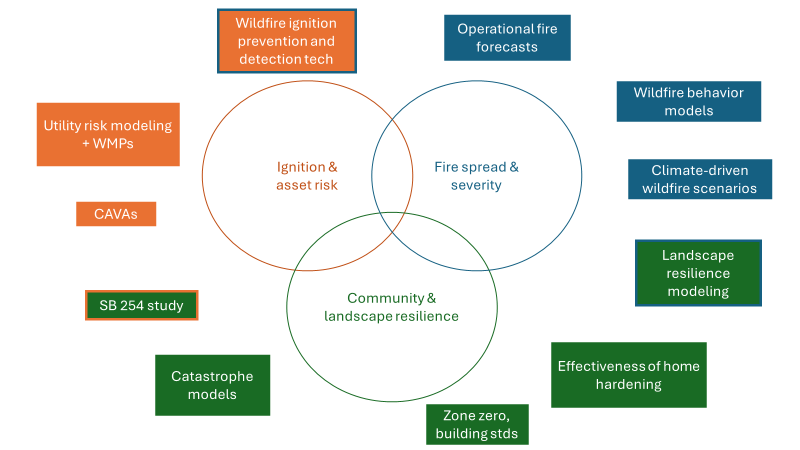 Wildfire ignition
prevention and
detection tech
Operational fire
forecasts
Wildfire behavior
models
Utility risk modeling
+ WMPs
Ignition &
asset risk
Fire spread &
severity
Climate-driven
wildfire scenarios
CAVAs
Landscape
resilience
modeling
SB 254 study
Community &
landscape resilience
Catastrophe
models
Effectiveness of home
hardening
Zone zero,
building stds